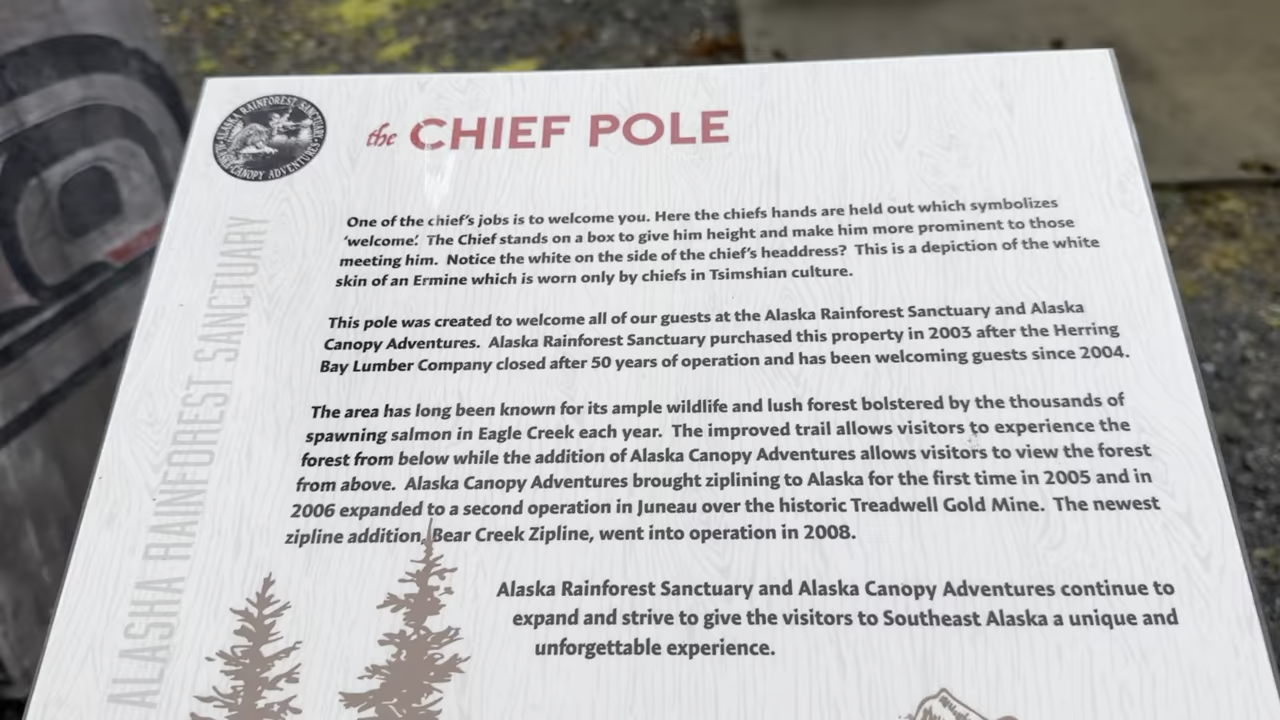 ALASKA RAINFOREST SANCTUARY
CANOPY ADVENTURES
the CHIEF POLE
One of the chief's jobs is to welcome you. Here the chiefs hands are held out which symbolizes
'welcome'. The Chief stands on a box to give him height and make him more prominent to those
meeting him. Notice the white on the side of the chief's headdress? This is a depiction of the white
skin of an Ermine which is worn only by chiefs in Tsimshian culture.
This pole was created to welcome all of our guests at the Alaska Rainforest Sanctuary and Alaska
Canopy Adventures. Alaska Rainforest Sanctuary purchased this property in 2003 after the Herring
Bay Lumber Company closed after 50 years of operation and has been welcoming guests since 2004.
The area has long been known for its ample wildlife and lush forest bolstered by the thousands of
spawning salmon in Eagle Creek each year. The improved trail allows visitors to experience the
forest from below while the addition of Alaska Canopy Adventures allows visitors to view the forest
from above. Alaska Canopy Adventures brought ziplining to Alaska for the first time in 2005 and in
2006 expanded to a second operation in Juneau over the historic Treadwell Gold Mine. The newest
zipline addition, Bear Creek Zipline, went into operation in 2008.
Alaska Rainforest Sanctuary and Alaska Canopy Adventures continue to
expand and strive to give the visitors to Southeast Alaska a unique and
unforgettable experience.
ALASKA RAINFOREST SANCTUARY